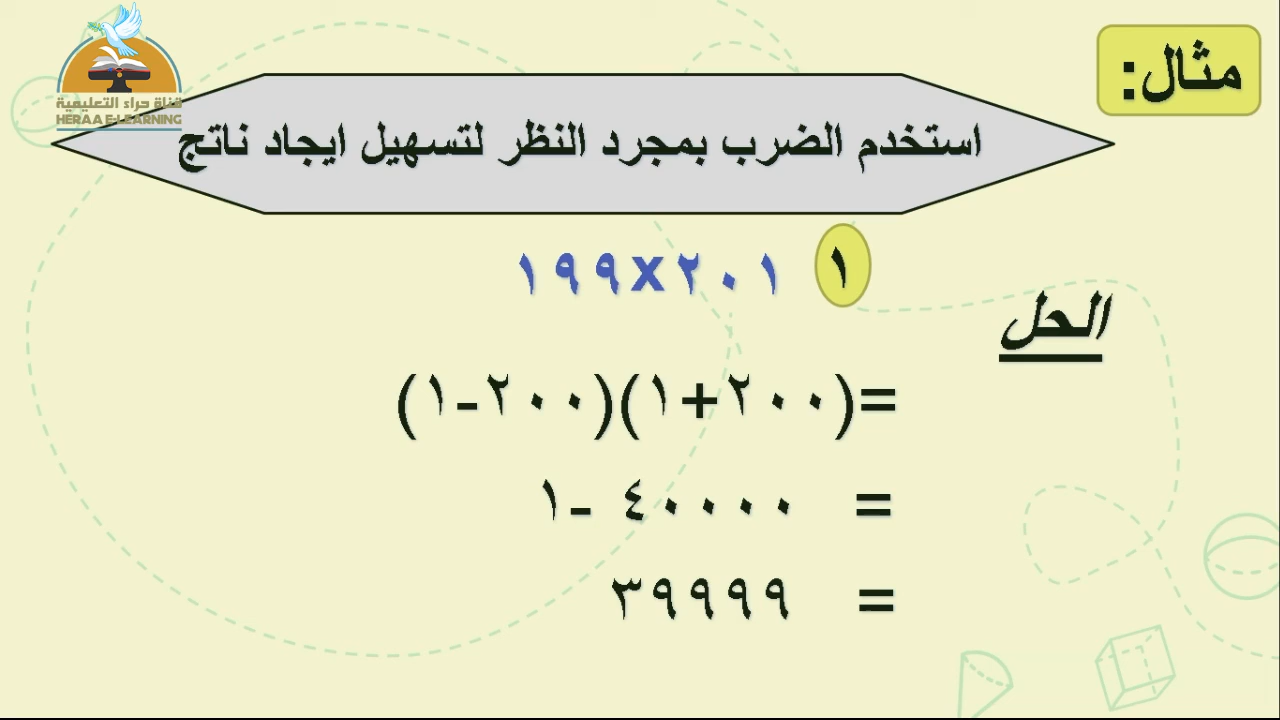 قناة حراء التعليمية
HERAA E-LEARNING
مثال:
استخدم الضرب بمجرد النظر لتسهيل ايجاد ناتج
١ ٢٠١x١٩٩
الحل
=(٢٠٠+١)(٢٠٠-١)
= ٤٠٠٠٠ -١
= ٣٩٩٩٩